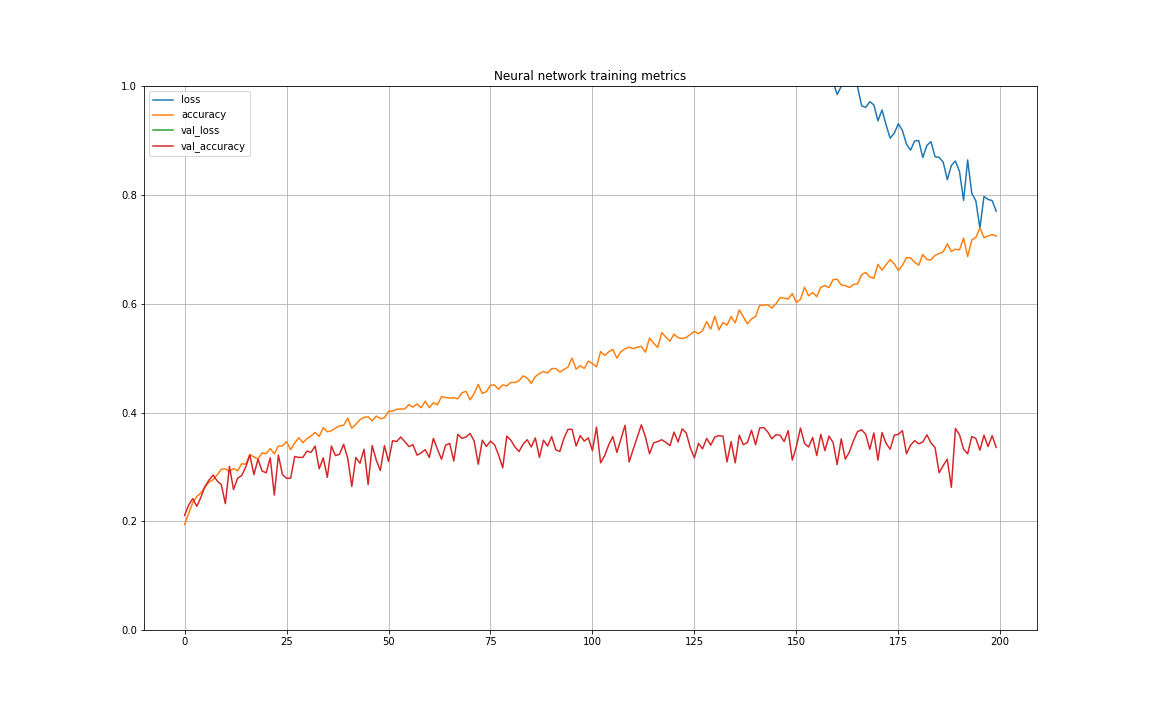 Neural network training metrics
1.0
loss
accuracy
val_loss
val_accuracy
0.8
0.6
0.4
0.2
0.0
0 25 50 75 100 125 150 175 200